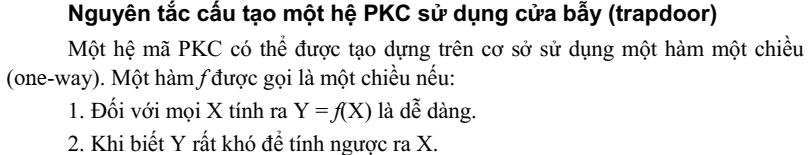 Nguyên tắc cấu tạo một hệ PKC sử dụng cửa bẫy (trapdoor)
Một hệ mã PKC có thể được tạo dựng trên cơ sở sử dụng một hàm một chiều
(one-way). Một hàm f được gọi là một chiều nếu:
1. Đối với mọi X tính ra Y = f(X) là dễ dàng.
2. Khi biết Y rất khó để tính ngược ra X.